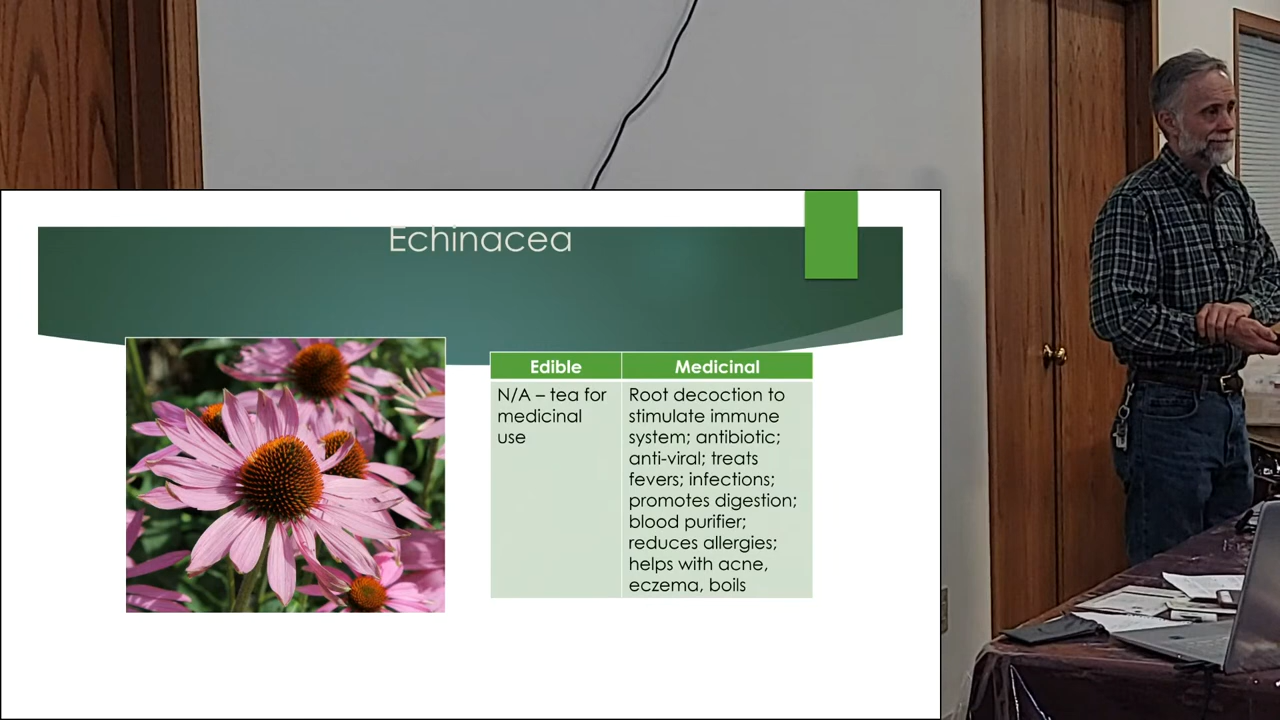 Echinacea
Edible
Medicinal
N/A – tea for
medicinal
use
Root decoction to
stimulate immune
system; antibiotic;
anti-viral; treats
fevers; infections;
promotes digestion;
blood purifier;
reduces allergies;
helps with acne,
eczema, boils